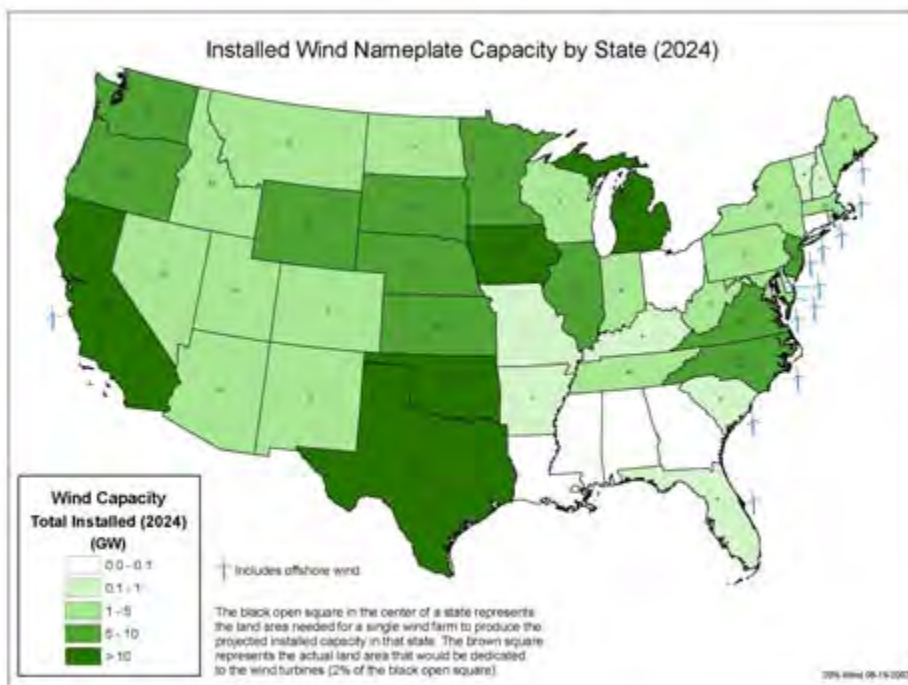 Installed Wind Nameplate Capacity by State (2024)
Wind Capacity
Total Installed (2024)
(GW)
0.0 - 0.1
0.1 - 1
1 - 5
5 - 10
> 10
Includes offshore wind
The black open square in the center of a state represents
the land area needed for a single wind farm to produce the
projected installed capacity in that state. The brown square
represents the actual land area that would be dedicated
to the wind turbines (2% of the black open square)